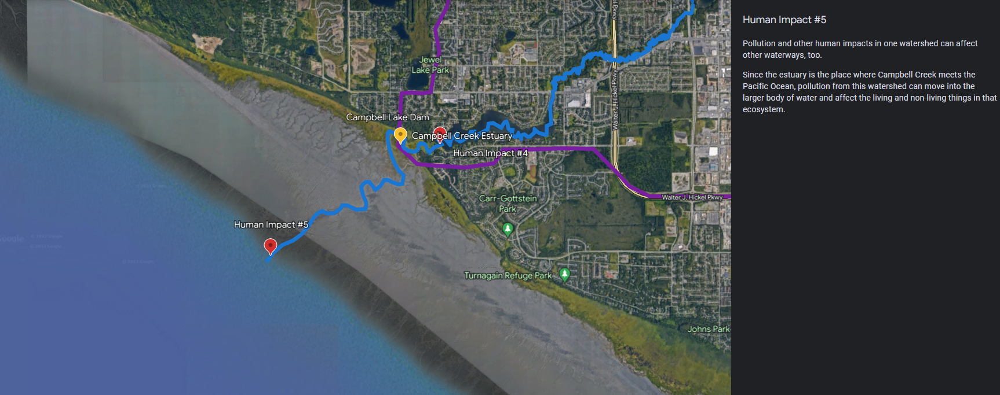 Jewel
Lake Park
Campbell Lake Dam
Campbell Creek Estuary
Human Impact #4
Walter J. Hickel Pkwy
Walter J. Hickel Pkwy
Carr-Gottstein
Park
Human Impact #5
Turnagain Refuge Park
Johns Park
Google
Human Impact #5
Pollution and other human impacts in one watershed can affect
other waterways, too.
Since the estuary is the place where Campbell Creek meets the
Pacific Ocean, pollution from this watershed can move into the
larger body of water and affect the living and non-living things in that
ecosystem.